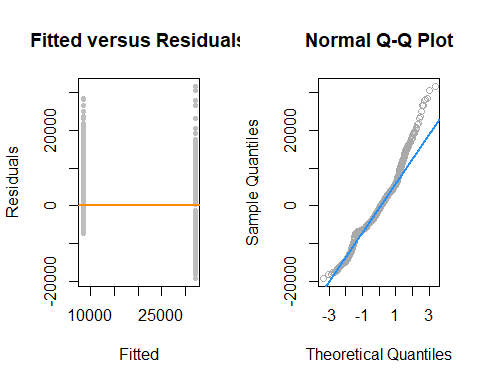 Fitted versus Residuals
Residuals
20000
0
-20000
10000 25000
Fitted
Normal Q-Q Plot
Sample Quantiles
20000
0
-20000
-3 -1 1 3
Theoretical Quantiles